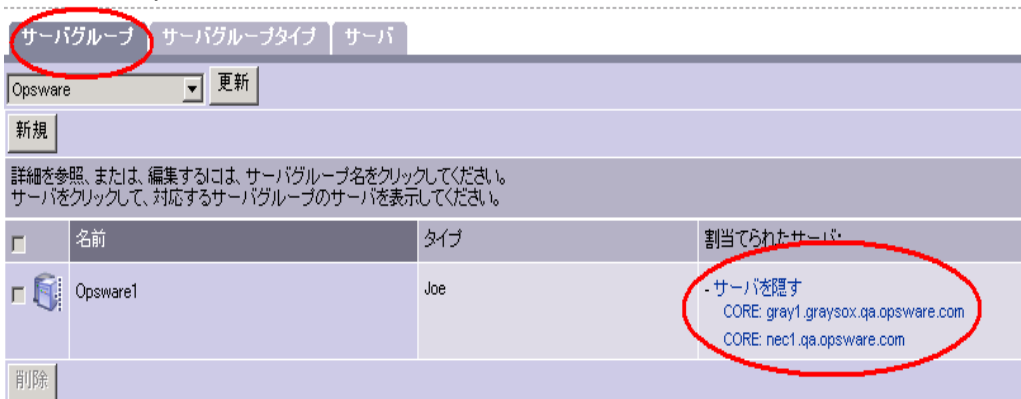 サーバグループ サーバグループタイプ サーバ
Opsware 更新
新規
詳細を参照、または、編集するには、サーバグループ名をクリックしてください。
サーバをクリックして、対応するサーバグループのサーバを表示してください。
名前 タイプ 割当てられたサーバ:
Opsware1 Joe - サーバを隠す
CORE: gray1.graysox.qa.opsware.com
CORE: nec1.qa.opsware.com
削除